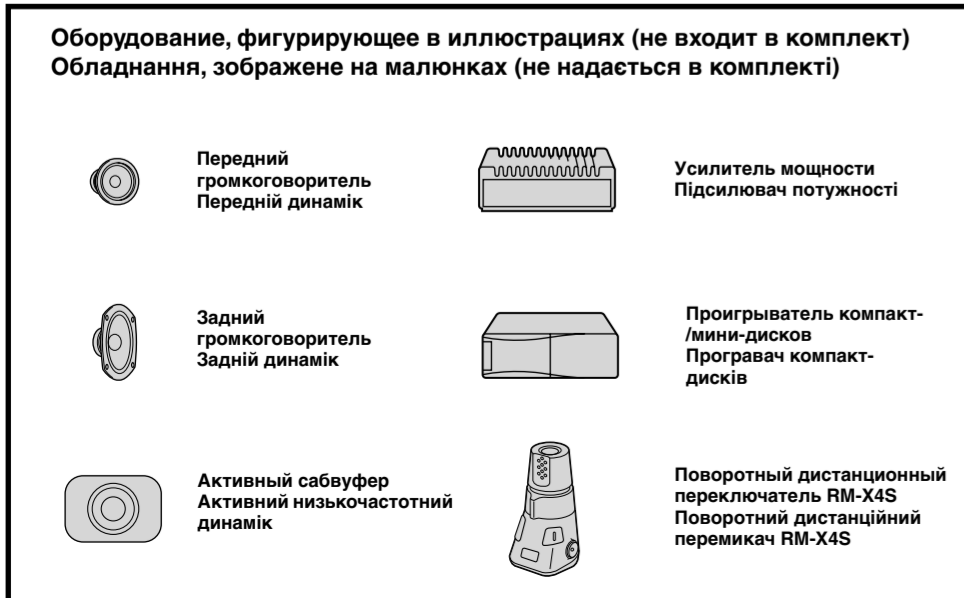 Оборудование, фигурирующее в иллюстрациях (не входит в комплект)
Обладнання, зображене на малюнках (не надається в комплекті)
Передний
громкоговоритель
Передній динамік
Усилитель мощности
Підсилювач потужності
Задний
громкоговоритель
Задній динамік
Проигрыватель компакт-
/мини-дисков
Програвач компакт-
дисків
Активный сабвуфер
Активний низькочастотний
динамік
Поворотный дистанционный
переключатель RM-X4S
Поворотний дистанційний
перемикач RM-X4S